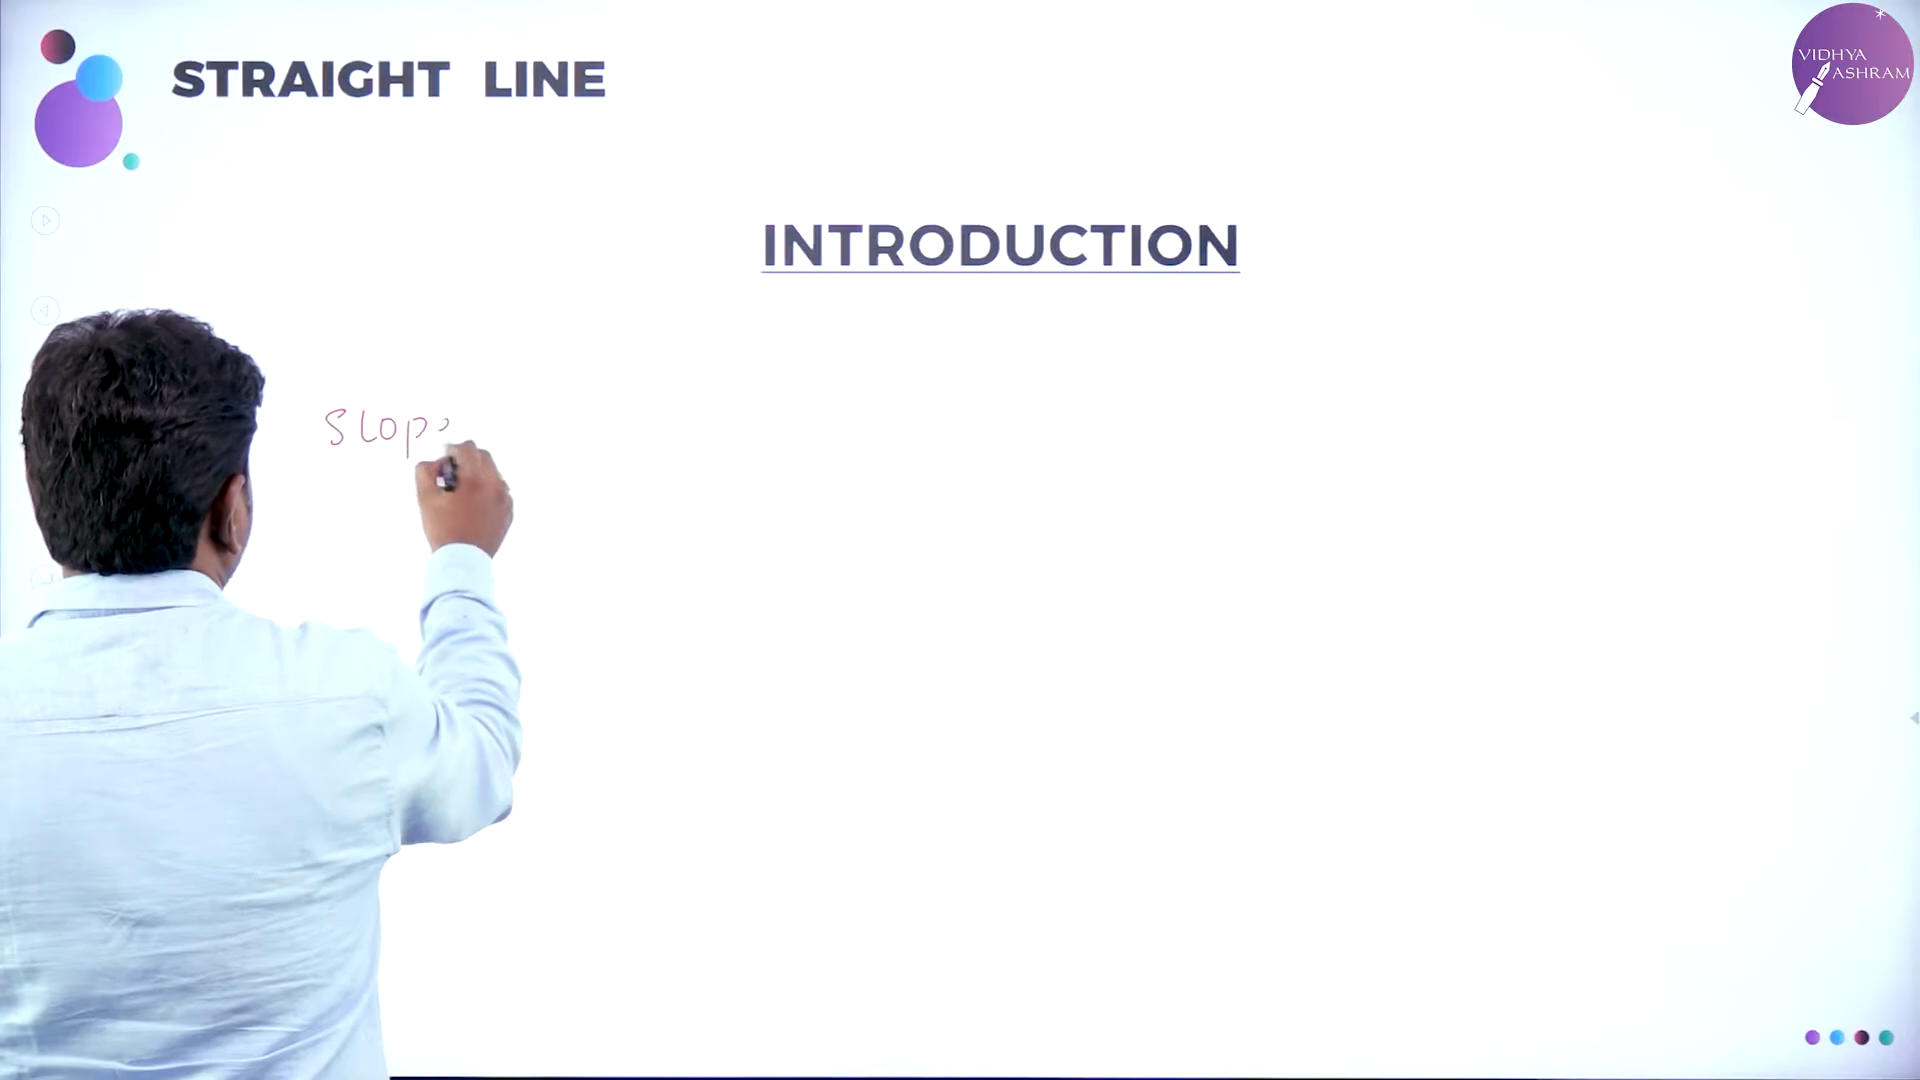 STRAIGHT LINE
VIDHYA
ASHRAM
INTRODUCTION
Slop